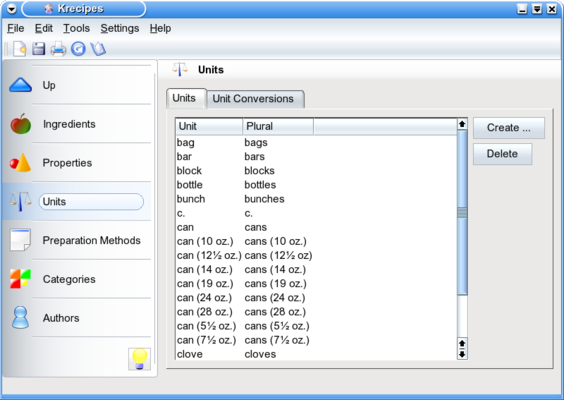 Krecipes
File Edit Tools Settings Help
Up
Ingredients
Properties
Units
Preparation Methods
Categories
Authors
Units
Units Unit Conversions
Unit Plural
bag bags
bar bars
block blocks
bottle bottles
bunch bunches
c. c.
can cans
can (10 oz.) cans (10 oz.)
can (12½ oz.) cans (12½ oz)
can (14 oz.) cans (14 oz.)
can (19 oz.) cans (19 oz.)
can (24 oz.) cans (24 oz.)
can (28 oz.) cans (28 oz.)
can (5½ oz.) cans (5½ oz.)
can (7½ oz.) cans (7½ oz.)
clove cloves
Create ...
Delete